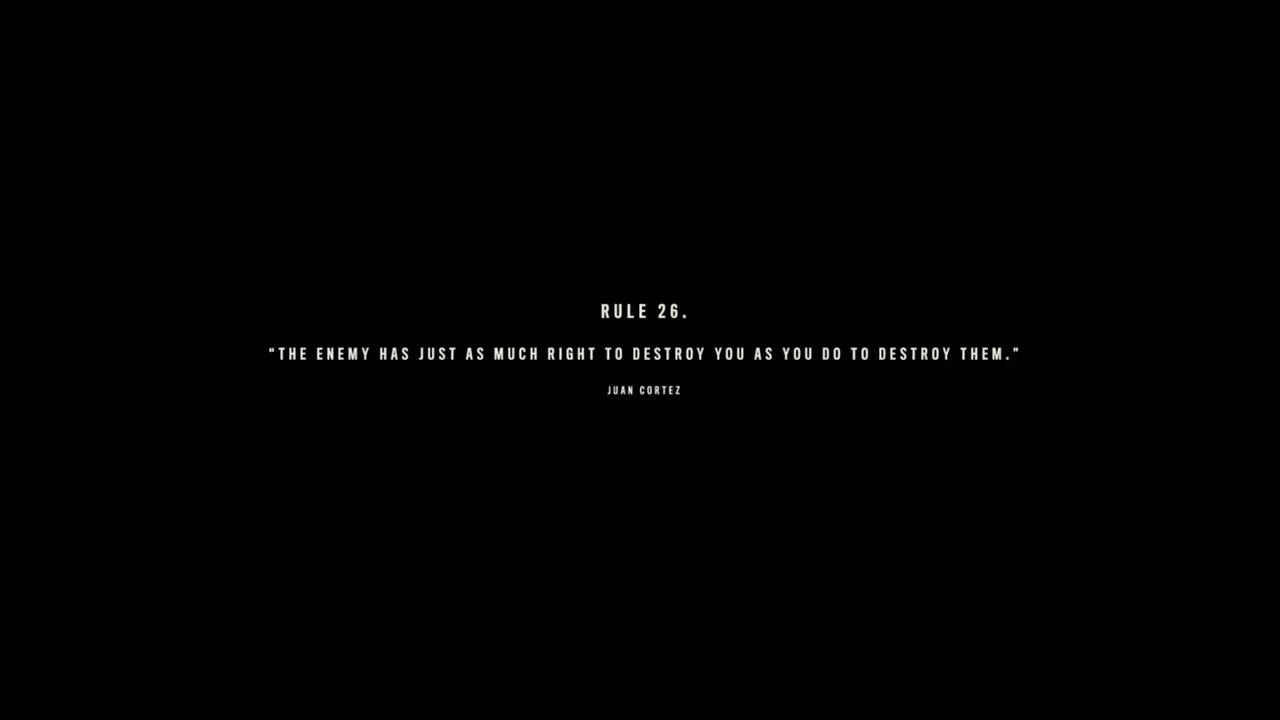 RULE 26.
“THE ENEMY HAS JUST AS MUCH RIGHT TO DESTROY YOU AS YOU DO TO DESTROY THEM.”
JUAN CORTEZ